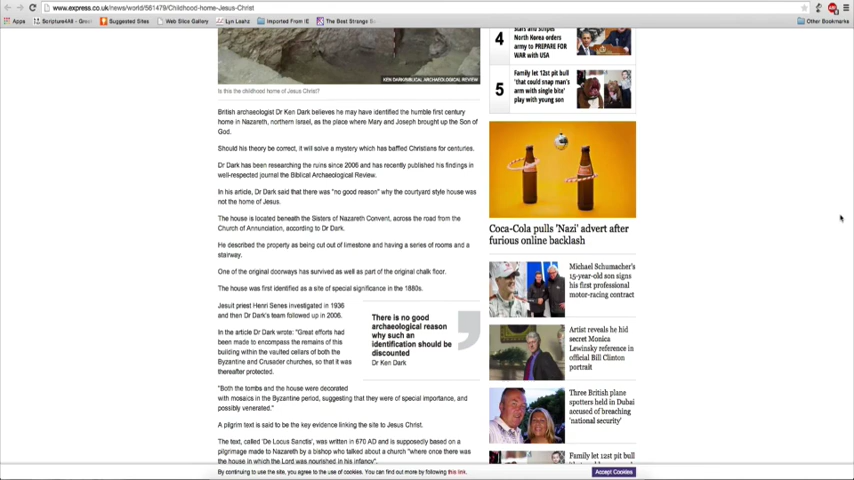 www.express.co.uk/news/world/561479/Childhood-home-Jesus-Christ
Apps
Scripture4All - Greek
Suggested Sites
Web Slice Gallery
Lyn Leahz
Imported From IE
The Best Strange So
Other Bookmarks
KEN DARK/BIBLICAL ARCHAEOLOGICAL REVIEW
Is this the childhood home of Jesus Christ?
British archaeologist Dr Ken Dark believes he may have identified the humble first century
home in Nazareth, northern Israel, as the place where Mary and Joseph brought up the Son of
God.
Should his theory be correct, it will solve a mystery which has baffled Christians for centuries.
Dr Dark has been researching the ruins since 2006 and has recently published his findings in
well-respected journal the Biblical Archaeological Review.
In his article, Dr Dark said that there was "no good reason" why the courtyard style house was
not the home of Jesus.
The house is located beneath the Sisters of Nazareth Convent, across the road from the
Church of Annunciation, according to Dr Dark.
He described the property as being cut out of limestone and having a series of rooms and a
stairway.
One of the original doorways has survived as well as part of the original chalk floor.
The house was first identified as a site of special significance in the 1880s.
Jesuit priest Henri Senes investigated in 1936
and then Dr Dark's team followed up in 2006.
In the article Dr Dark wrote: "Great efforts had
been made to encompass the remains of this
building within the vaulted cellars of both the
Byzantine and Crusader churches, so that it was
thereafter protected.
There is no good
archaeological reason
why such an
identification should be
discounted
Dr Ken Dark
"Both the tombs and the house were decorated
with mosaics in the Byzantine period, suggesting that they were of special importance, and
possibly venerated."
A pilgrim text is said to be the key evidence linking the site to Jesus Christ.
The text, called 'De Locus Sanctis', was written in 670 AD and is supposedly based on a
pilgrimage made to Nazareth by a bishop who talked about a church "where once there was
the house in which the Lord was nourished in his infancy".
4
Stars and Stripes
North Korea orders
army to PREPARE FOR
WAR with USA
5
Family let 12st pit bull
'that could snap man's
arm with single bite'
play with young son
Coca-Cola pulls 'Nazi' advert after
furious online backlash
Michael Schumacher's
15-year-old son signs
his first professional
motor-racing contract
Artist reveals he hid
secret Monica
Lewinsky reference in
official Bill Clinton
portrait
Three British plane
spotters held in Dubai
accused of breaching
'national security'
Family let 12st pit bull
By continuing to use the site, you agree to the use of cookies. You can find out more by following this link.
Accept Cookies